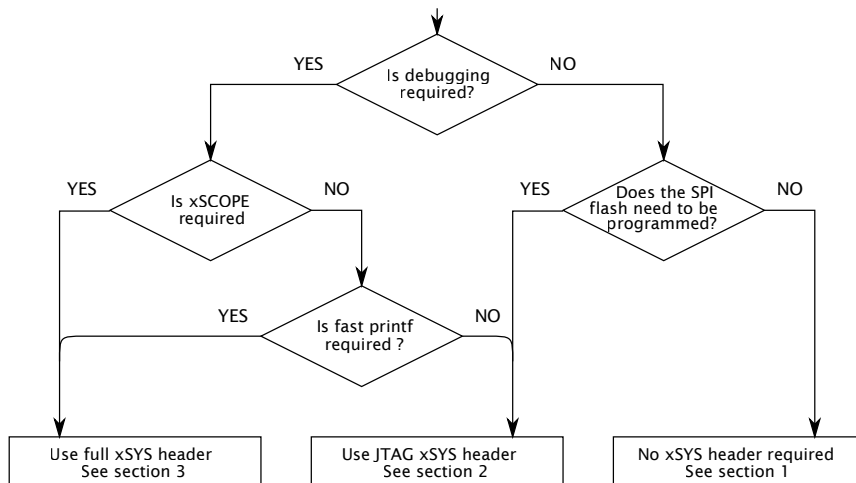 YES
Is debugging
required?
NO
YES
Is xSCOPE
required
NO
YES
Does the SPI
flash need to be
programmed?
NO
YES
Is fast printf
required ?
NO
Use full xSYS header
See section 3
Use JTAG xSYS header
See section 2
No xSYS header required
See section 1